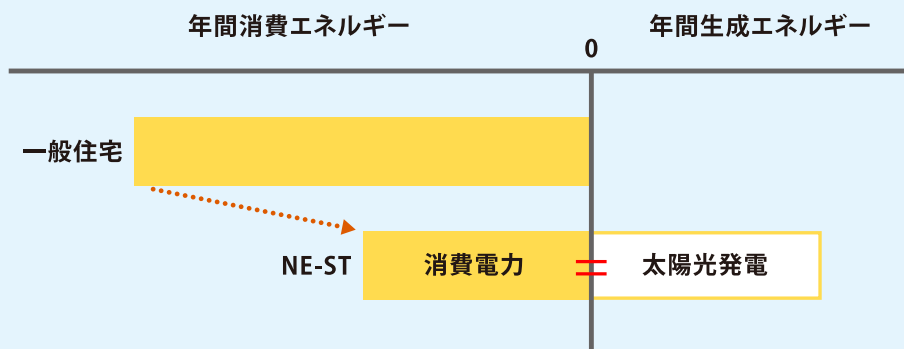 年間消費エネルギー
年間生成エネルギー
0
一般住宅
NE-ST
消費電力
=
太陽光発電